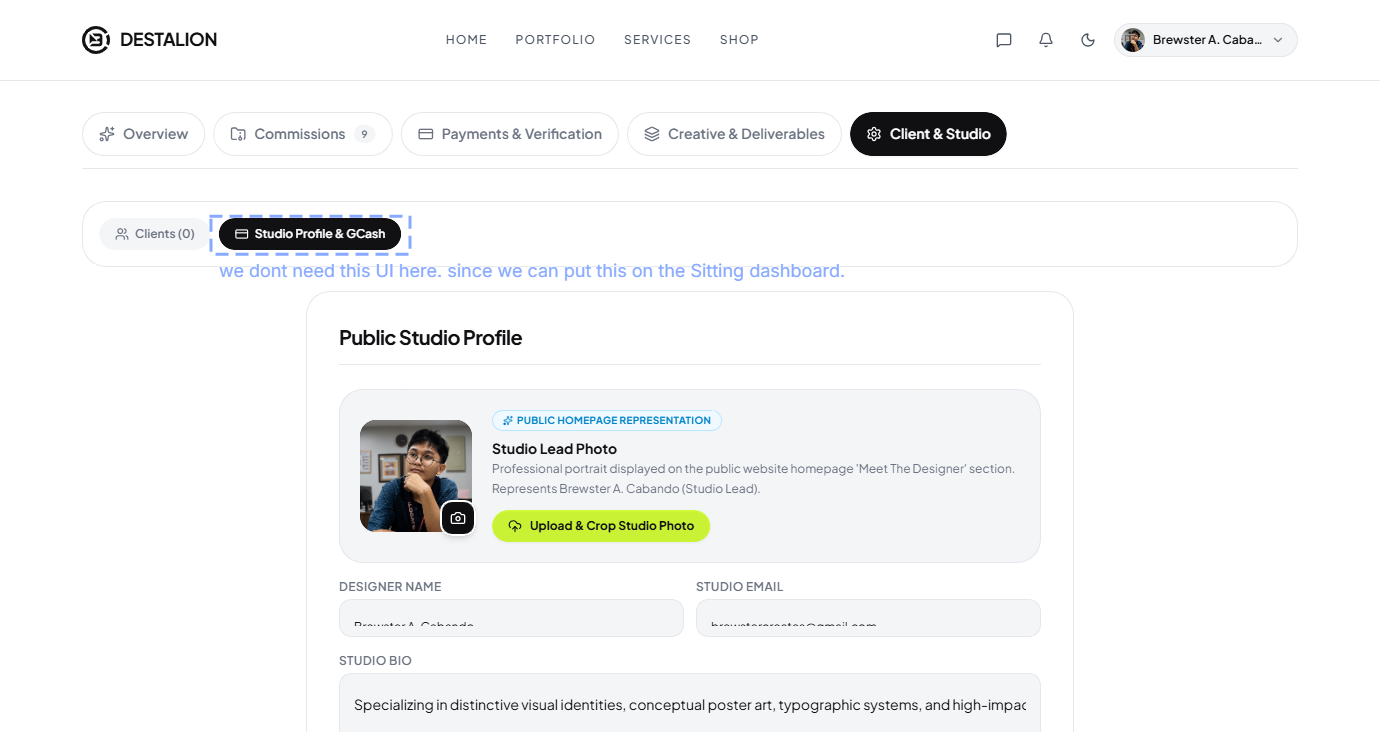 DESTALION
HOME PORTFOLIO SERVICES SHOP
Brewster A. Caba...
Overview
Commissions 9
Payments & Verification
Creative & Deliverables
Client & Studio
Clients (0)
Studio Profile & GCash
we dont need this UI here. since we can put this on the Sitting dashboard.
Public Studio Profile
PUBLIC HOMEPAGE REPRESENTATION
Studio Lead Photo
Professional portrait displayed on the public website homepage 'Meet The Designer' section.
Represents Brewster A. Cabando (Studio Lead).
Upload & Crop Studio Photo
DESIGNER NAME
STUDIO EMAIL
Brewster A. Cabando
STUDIO BIO
Specializing in distinctive visual identities, conceptual poster art, typographic systems, and high-impac